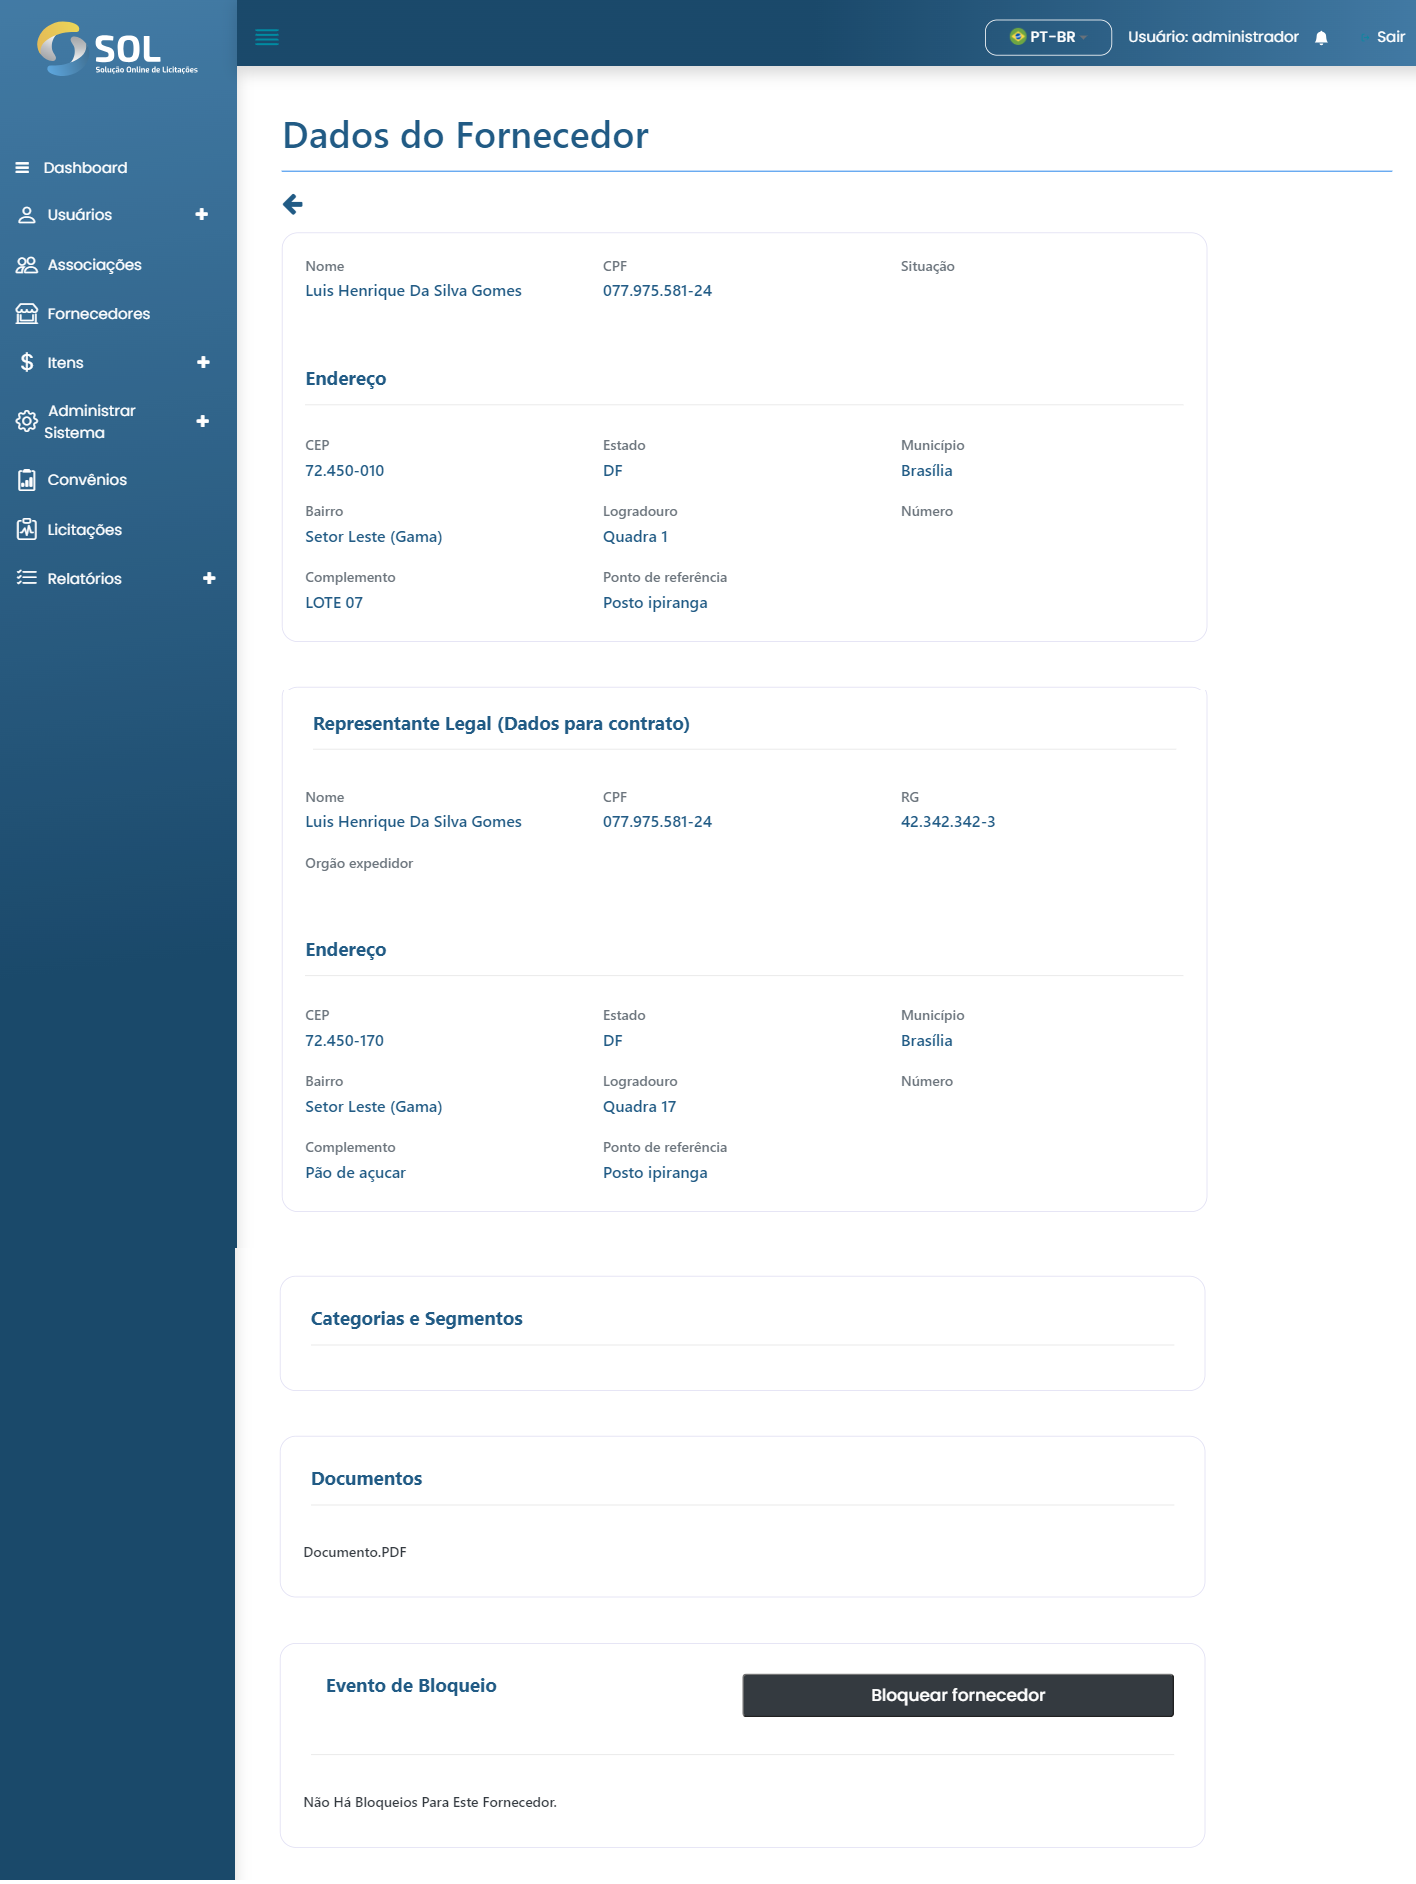 SOL
Solução Online de Licitações
PT-BR
Usuário: administrador
Sair
Dashboard
Usuários
Associações
Fornecedores
Itens
Administrar
Sistema
Convênios
Licitações
Relatórios
Dados do Fornecedor
Nome CPF Situação
Luis Henrique Da Silva Gomes 077.975.581-24
Endereço
CEP Estado Município
72.450-010 DF Brasília
Bairro Logradouro Número
Setor Leste (Gama) Quadra 1
Complemento Ponto de referência
LOTE 07 Posto ipiranga
Representante Legal (Dados para contrato)
Nome CPF RG
Luis Henrique Da Silva Gomes 077.975.581-24 42.342.342-3
Orgão expedidor
Endereço
CEP Estado Município
72.450-170 DF Brasília
Bairro Logradouro Número
Setor Leste (Gama) Quadra 17
Complemento Ponto de referência
Pão de açucar Posto ipiranga
Categorias e Segmentos
Documentos
Documento.PDF
Evento de Bloqueio
Bloquear fornecedor
Não Há Bloqueios Para Este Fornecedor.